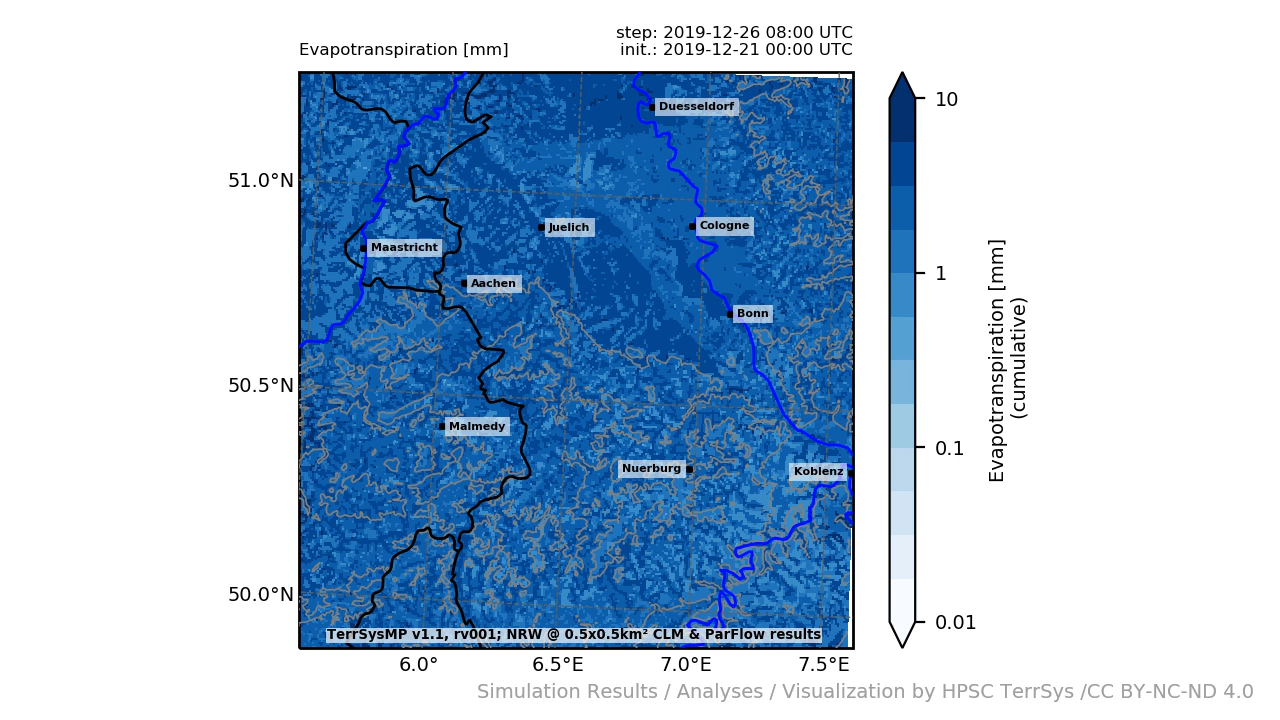 step: 2019-12-26 08:00 UTC
Evapotranspiration [mm]
init.: 2019-12-21 00:00 UTC
Duesseldorf
10
51.0°N
Juelich
Cologne
Maastricht
Aachen
1
Bonn
50.5°N
Malmedy
0.1
Nuerburg
Koblenz
Evapotranspiration [mm]
(cumulative)
50.0°N
0.01
TerrSysMP v1.1, rv001; NRW @ 0.5x0.5km² CLM & ParFlow results
6.0°
6.5°E
7.0°E
7.5°E
Simulation Results / Analyses / Visualization by HPSC TerrSys /CC BY-NC-ND 4.0